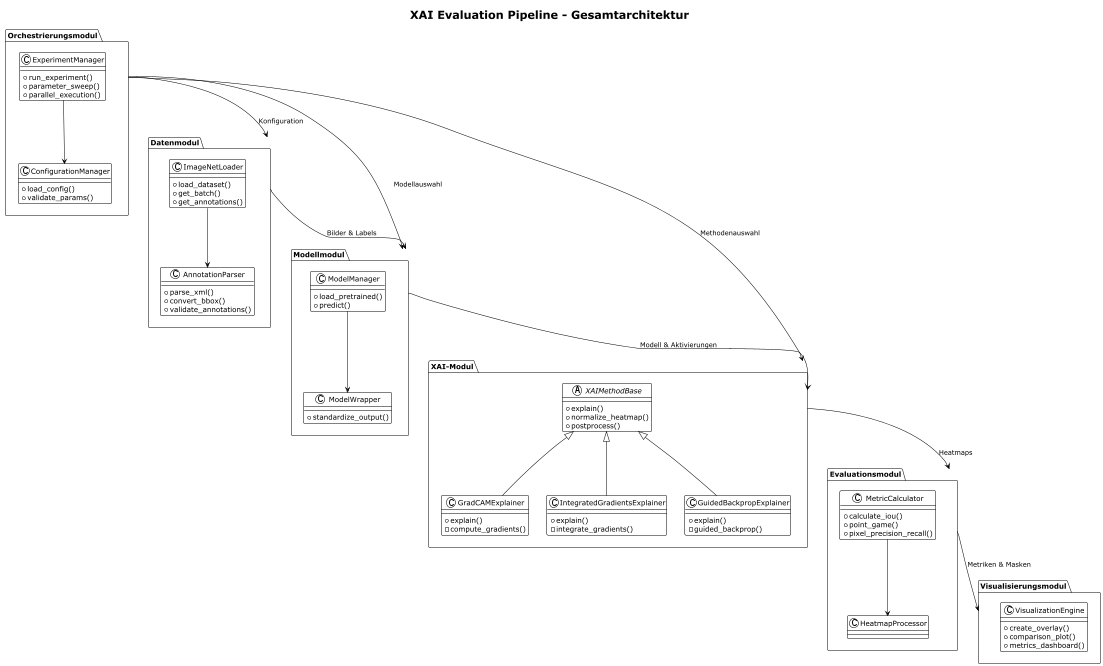 XAI Evaluation Pipeline - Gesamtarchitektur
Orchestrierungsmodul
C ExperimentManager
run_experiment()
parameter_sweep()
parallel_execution()
C ConfigurationManager
load_config()
validate_params()
Konfiguration
Modellauswahl
Methodenauswahl
Datenmodul
C ImageNetLoader
load_dataset()
get_batch()
get_annotations()
C AnnotationParser
parse_xml()
convert_bbox()
validate_annotations()
Bilder & Labels
Modellmodul
C ModelManager
load_pretrained()
predict()
C ModelWrapper
standardize_output()
Modell & Aktivierungen
XAI-Modul
A XAIMethodBase
explain()
normalize_heatmap()
postprocess()
C GradCAMExplainer
explain()
compute_gradients()
C IntegratedGradientsExplainer
explain()
integrate_gradients()
C GuidedBackpropExplainer
explain()
guided_backprop()
Heatmaps
Evaluationsmodul
C MetricCalculator
calculate_iou()
point_game()
pixel_precision_recall()
C HeatmapProcessor
Metriken & Masken
Visualisierungsmodul
C VisualizationEngine
create_overlay()
comparison_plot()
metrics_dashboard()